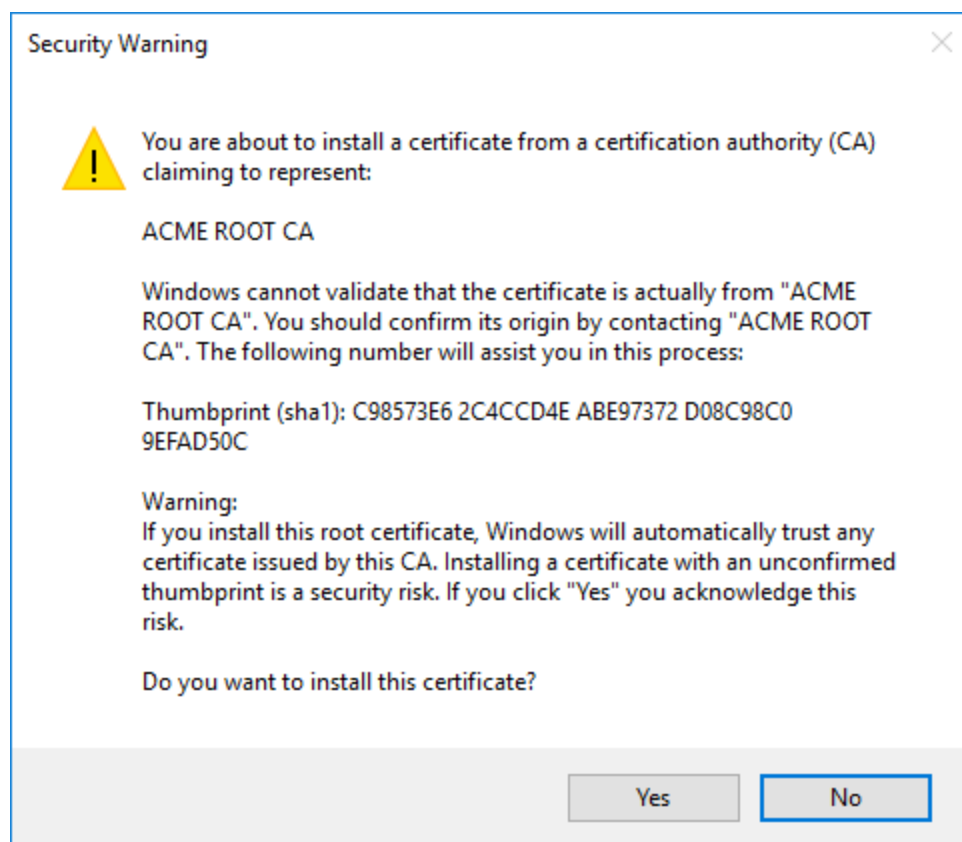 Security Warning
You are about to install a certificate from a certification authority (CA)
claiming to represent:
ACME ROOT CA
Windows cannot validate that the certificate is actually from "ACME
ROOT CA". You should confirm its origin by contacting "ACME ROOT
CA". The following number will assist you in this process:
Thumbprint (sha1): C98573E6 2C4CCD4E ABE97372 D08C98C0
9EFAD50C
Warning:
If you install this root certificate, Windows will automatically trust any
certificate issued by this CA. Installing a certificate with an unconfirmed
thumbprint is a security risk. If you click "Yes" you acknowledge this
risk.
Do you want to install this certificate?
Yes
No